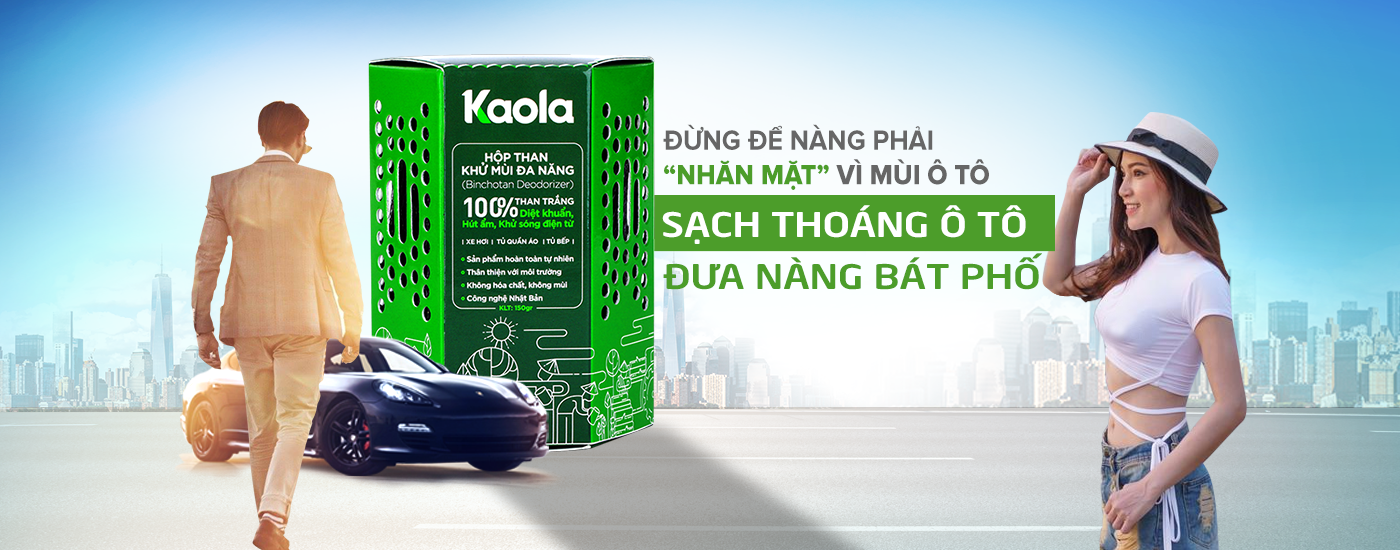 Kaola
HỘP THAN
KHỬ MÙI ĐA NĂNG
(Binchotan Deodorizer)
100% THAN TRẮNG
Diệt khuẩn,
Hút ẩm, Khử sóng điện từ
| XE HƠI | TỦ QUẦN ÁO | TỦ BẾP |
• Sản phẩm hoàn toàn tự nhiên
• Thân thiện với môi trường
• Không hóa chất, không mùi
• Công nghệ Nhật Bản
KLT: 150gr
ĐỪNG ĐỂ NÀNG PHẢI
“NHĂN MẶT” VÌ MÙI Ô TÔ
SẠCH THOÁNG Ô TÔ
ĐƯA NÀNG BÁT PHỐ